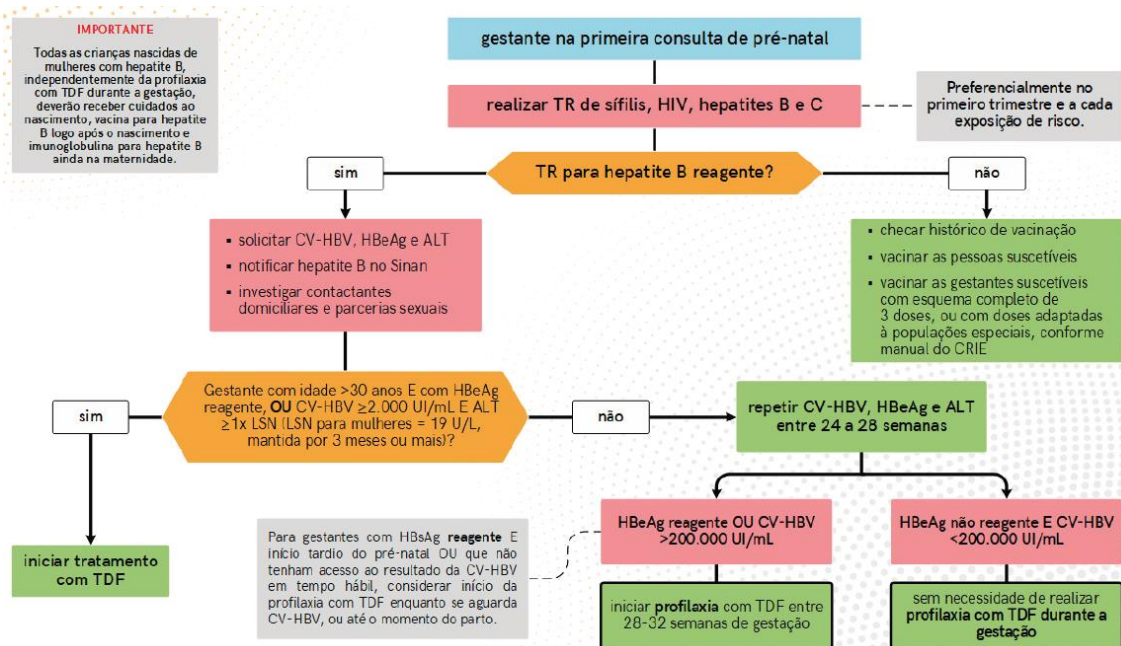 IMPORTANTE
Todas as crianças nascidas de
mulheres com hepatite B,
independentemente da profilaxia
com TDF durante a gestação,
deverão receber cuidados ao
nascimento, vacina para hepatite
B logo após o nascimento e
imunoglobulina para hepatite B
ainda na maternidade.
gestante na primeira consulta de pré-natal
realizar TR de sífilis, HIV, hepatites B e C
Preferencialmente no
primeiro trimestre e a cada
exposição de risco.
TR para hepatite B reagente?
sim
não
▪ solicitar CV-HBV, HBeAg e ALT
▪ notificar hepatite B no Sinan
▪ investigar contactantes
domiciliares e parcerias sexuais
▪ checar histórico de vacinação
▪ vacinar as pessoas suscetíveis
▪ vacinar as gestantes suscetíveis
com esquema completo de
3 doses, ou com doses adaptadas
à populações especiais, conforme
manual do CRIE
Gestante com idade >30 anos E com HBeAg
reagente, OU CV-HBV ≥2.000 UI/mL E ALT
≥1x LSN (LSN para mulheres = 19 U/L,
mantida por 3 meses ou mais)?
sim
não
repetir CV-HBV, HBeAg e ALT
entre 24 a 28 semanas
iniciar tratamento
com TDF
Para gestantes com HBsAg reagente E
início tardio do pré-natal OU que não
tenham acesso ao resultado da CV-HBV
em tempo hábil, considerar início da
profilaxia com TDF enquanto se aguarda
CV-HBV, ou até o momento do parto.
HBeAg reagente OU CV-HBV
>200.000 UI/mL
HBeAg não reagente E CV-HBV
<200.000 UI/mL
iniciar profilaxia com TDF entre
28-32 semanas de gestação
sem necessidade de realizar
profilaxia com TDF durante a
gestação